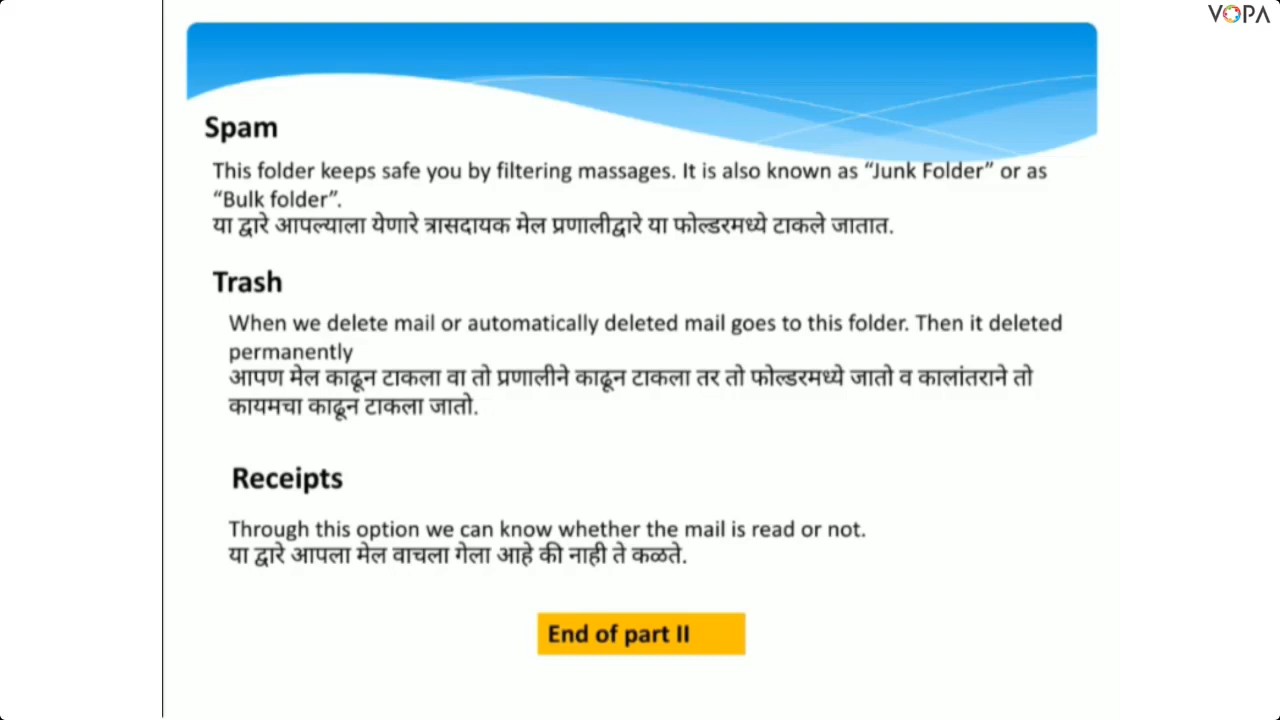 VOPA
Spam
This folder keeps safe you by filtering massages. It is also known as “Junk Folder” or as
“Bulk folder”.
या द्वारे आपल्याला येणारे त्रासदायक मेल प्रणालीद्वारे या फोल्डरमध्ये टाकले जातात.
Trash
When we delete mail or automatically deleted mail goes to this folder. Then it deleted
permanently
आपण मेल काढून टाकला वा तो प्रणालीने काढून टाकला तर तो फोल्डरमध्ये जातो व कालांतराने तो
कायमचा काढून टाकला जातो.
Receipts
Through this option we can know whether the mail is read or not.
या द्वारे आपला मेल वाचला गेला आहे की नाही ते कळते.
End of part II